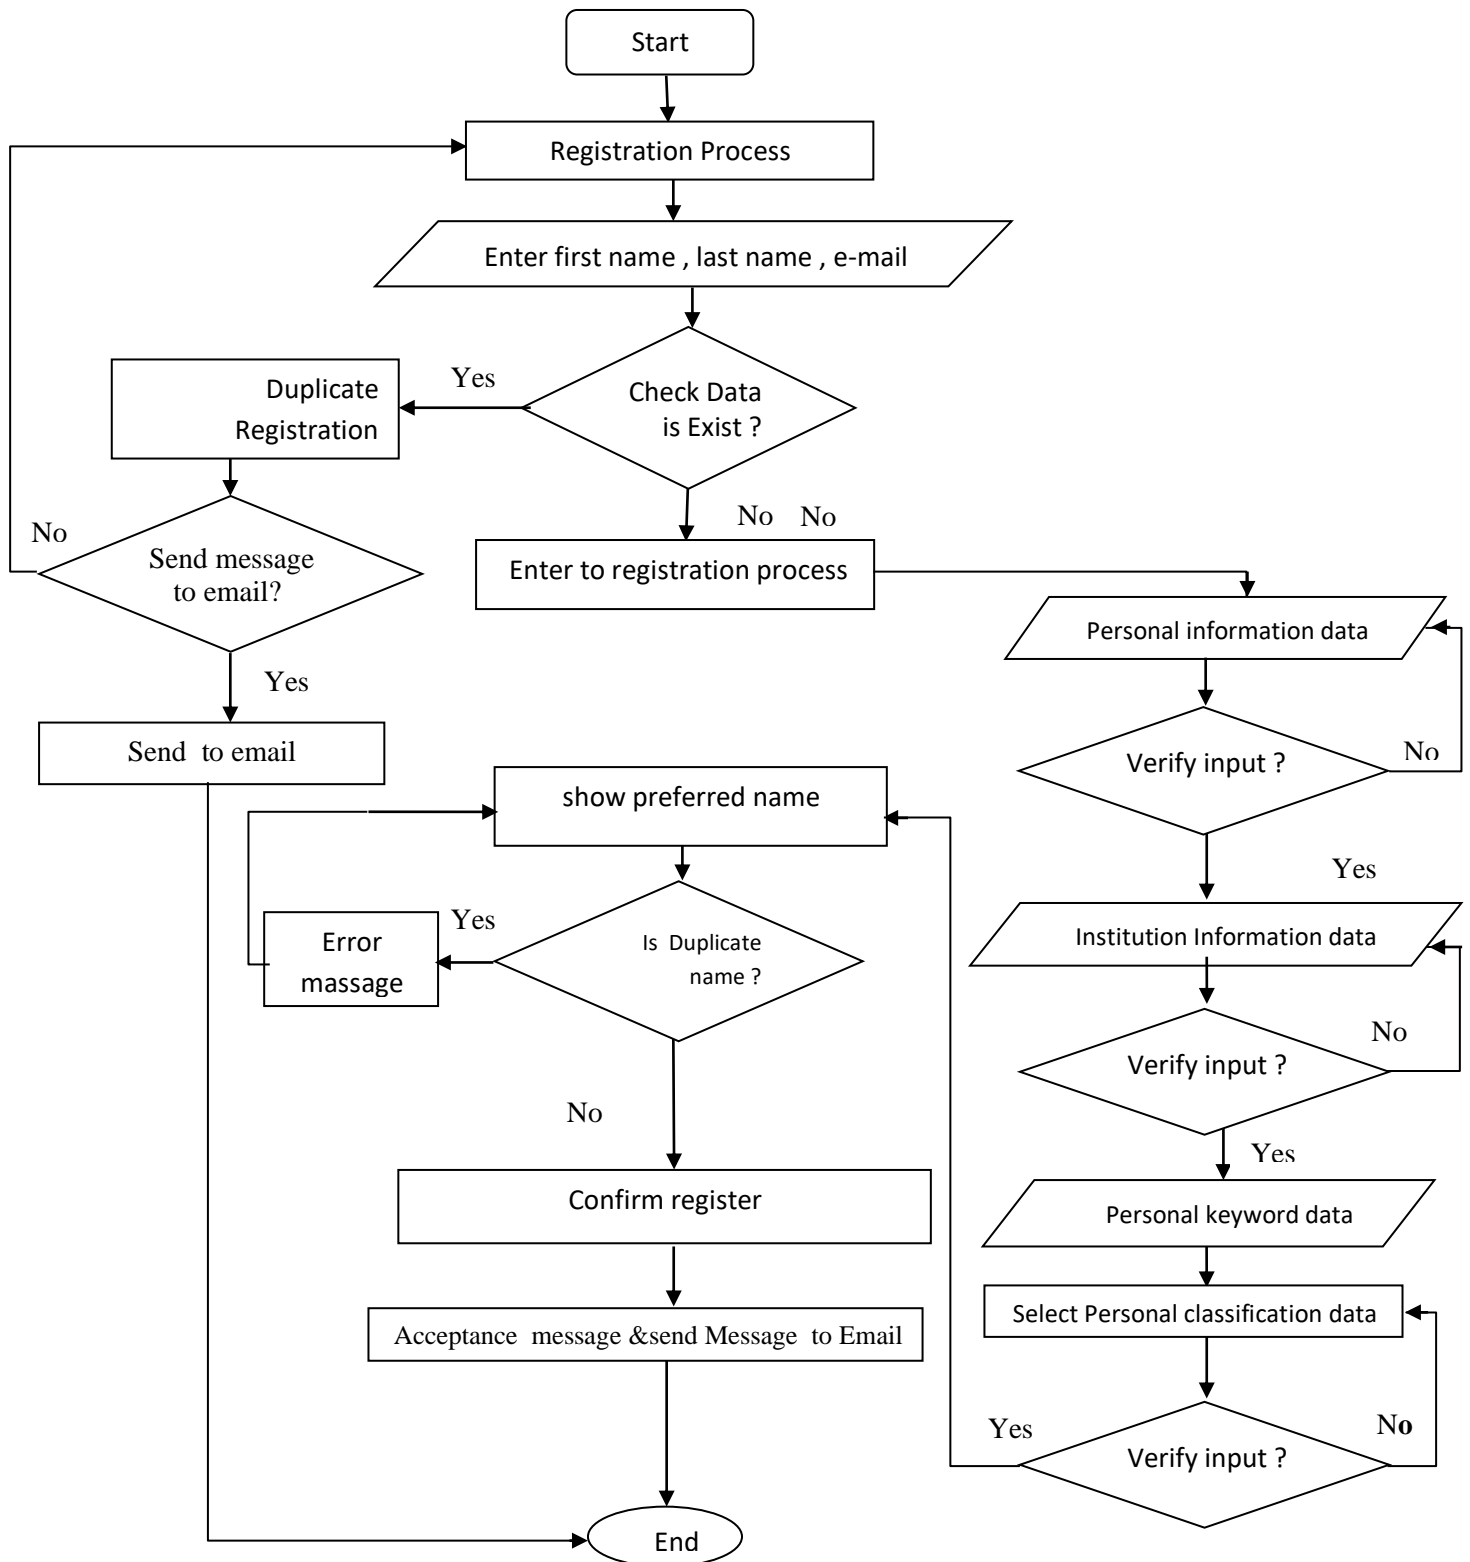 Start
Registration Process
Enter first name , last name , e-mail
Check Data
is Exist ?
Yes
Duplicate
Registration
No
Send message
to email?
Yes
Send  to email
No   No
Enter to registration process
Personal information data
Verify input ?
No
Yes
Institution Information data
Verify input ?
No
Yes
Personal keyword data
Select Personal classification data
Verify input ?
No
Yes
show preferred name
Is  Duplicate
name ?
Yes
Error
massage
No
Confirm register
Acceptance  message &send Message  to Email
End